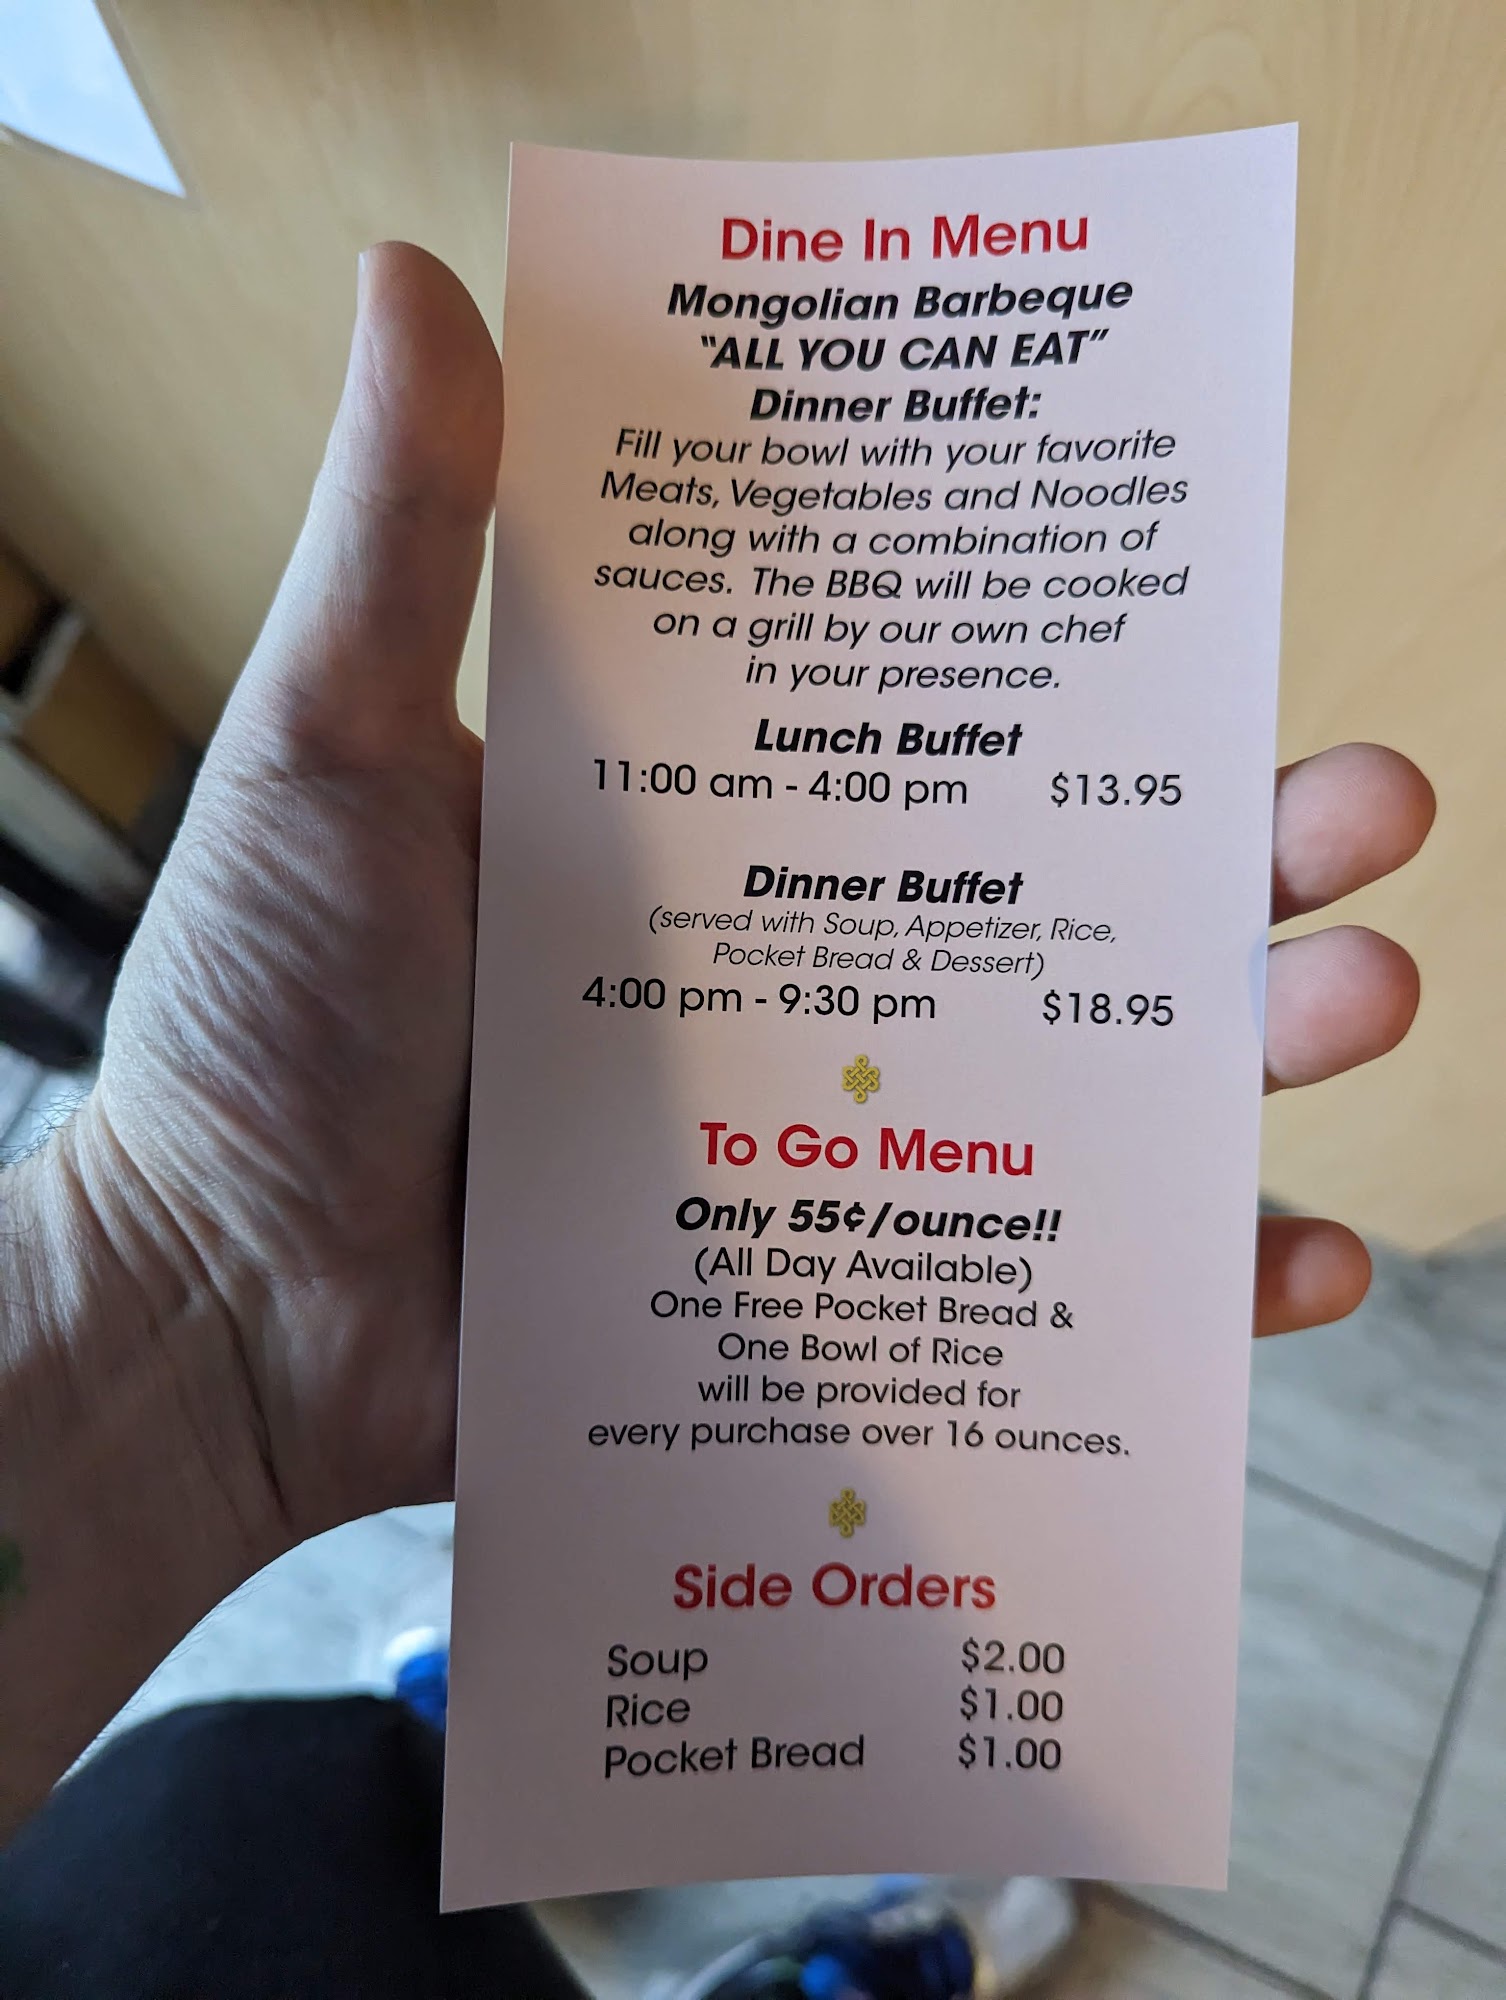 Dine In Menu
Mongolian Barbeque
"ALL YOU CAN EAT"
Dinner Buffet:
Fill your bowl with your favorite
Meats, Vegetables and Noodles
along with a combination of
sauces. The BBQ will be cooked
on a grill by our own chef
in your presence.
Lunch Buffet
11:00 am - 4:00 pm $13.95
Dinner Buffet
(served with Soup, Appetizer, Rice,
Pocket Bread & Dessert)
4:00 pm - 9:30 pm $18.95
To Go Menu
Only 55¢/ounce!!
(All Day Available)
One Free Pocket Bread &
One Bowl of Rice
will be provided for
every purchase over 16 ounces.
Side Orders
Soup $2.00
Rice $1.00
Pocket Bread $1.00